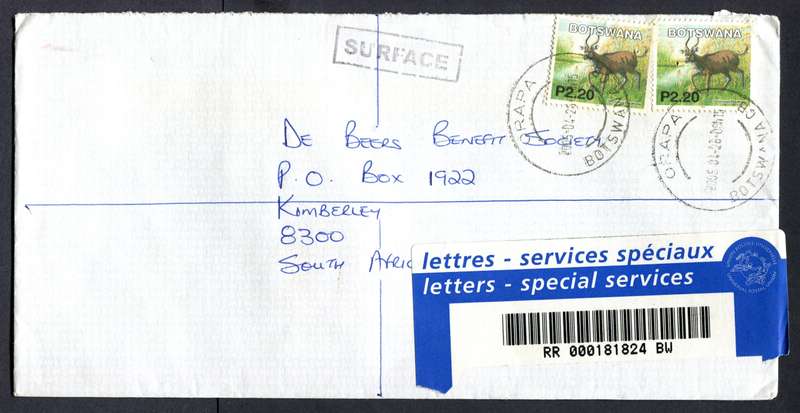 SURFACE
BOTSWANA
P2.20
BOTSWANA
P2.20
ORAPA
BOTSWANA
ORAPA
BOTSWANA
De Beers Benefit Society
P.O. Box 1922
Kimberley
8300
South Afric
lettres - services spéciaux
letters - special services
RR 000181824 BW